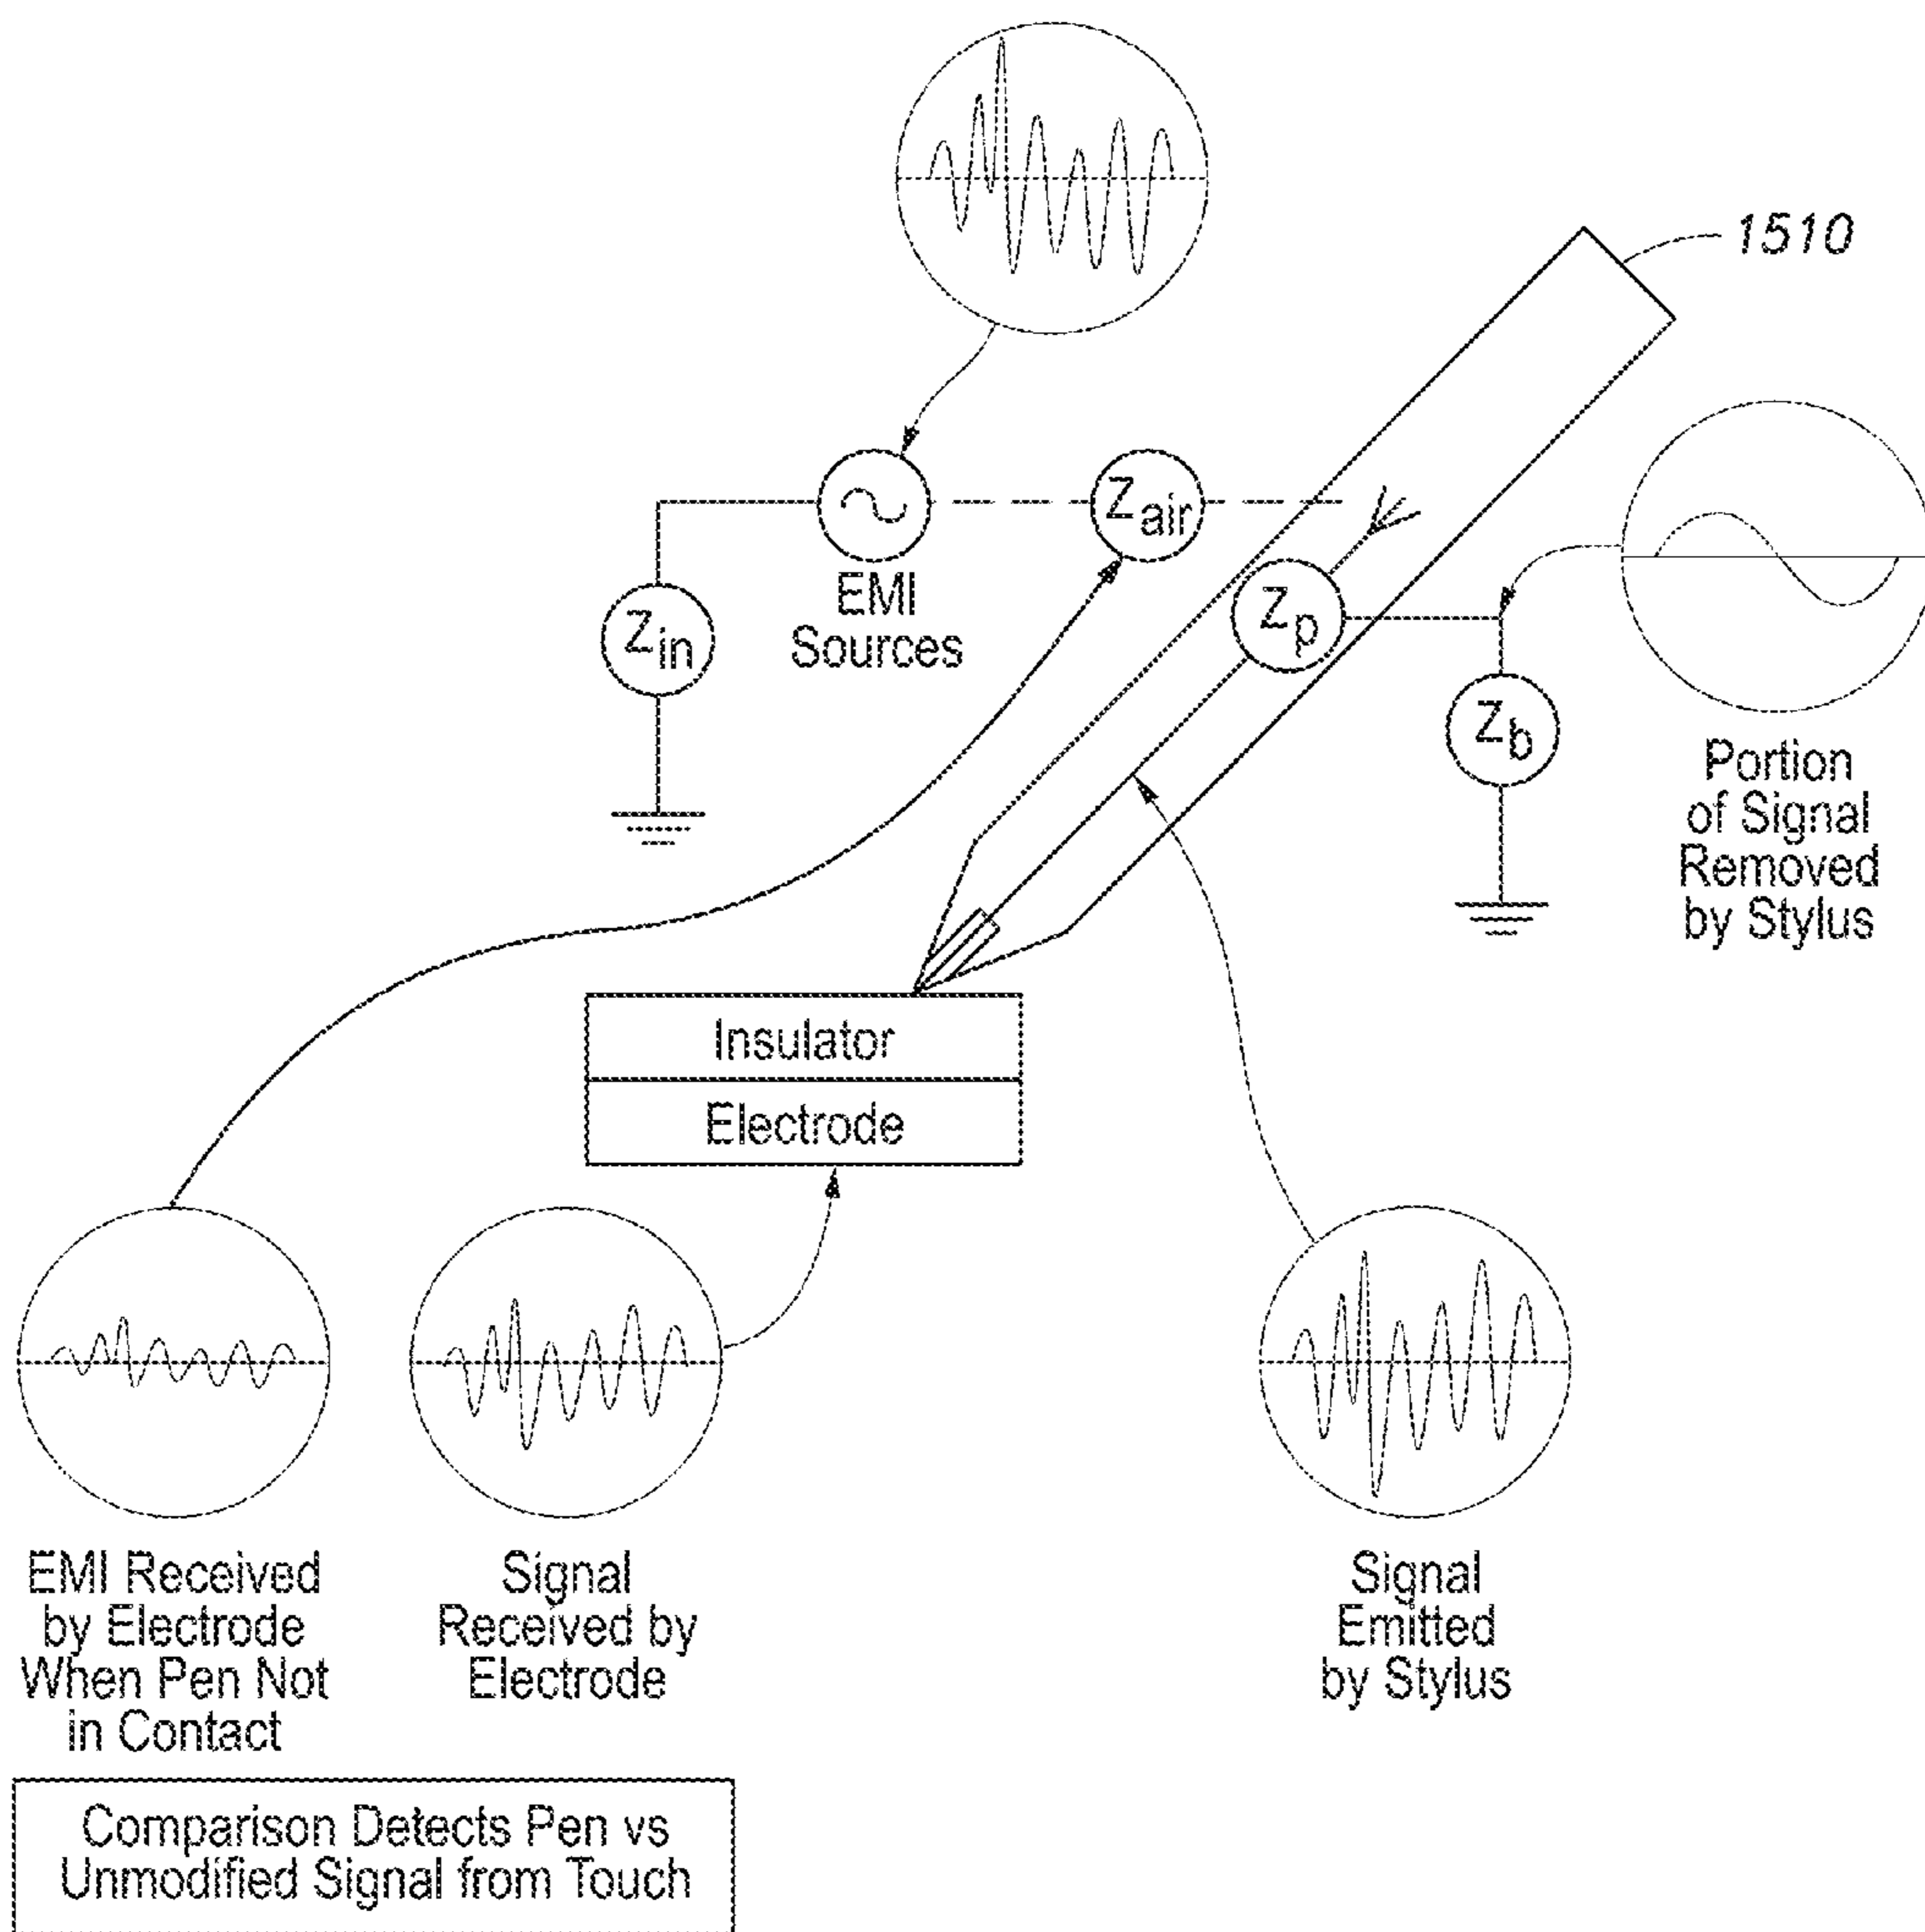 1510
Z air
EMI
Sources
Z in
Z p
Z b
Portion
of Signal
Removed
by Stylus
Insulator
Electrode
EMI Received
by Electrode
When Pen Not
in Contact
Signal
Received by
Electrode
Signal
Emitted
by Stylus
Comparison Detects Pen vs
Unmodified Signal from Touch